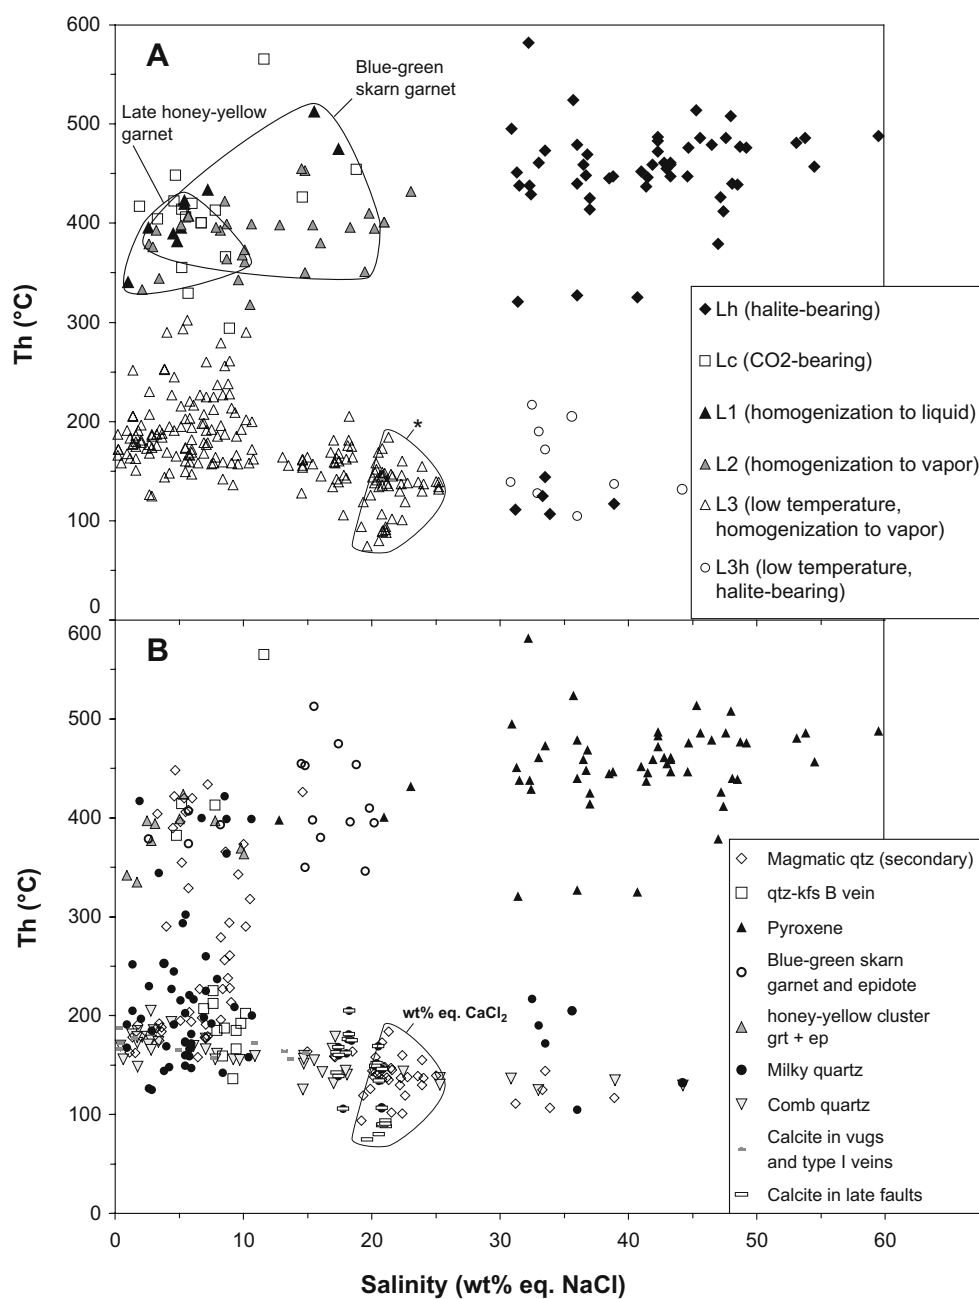 600
A
Blue-green
skarn garnet
Late honey-yellow
garnet
500
400
300
200
100
0
Th (°C)
*
Lh (halite-bearing)
Lc (CO2-bearing)
L1 (homogenization to liquid)
L2 (homogenization to vapor)
L3 (low temperature,
homogenization to vapor)
L3h (low temperature,
halite-bearing)
600
B
500
400
300
200
100
0
Th (°C)
wt% eq. CaCl2
Magmatic qtz (secondary)
qtz-kfs B vein
Pyroxene
Blue-green skarn
garnet and epidote
honey-yellow cluster
grt + ep
Milky quartz
Comb quartz
Calcite in vugs
and type I veins
Calcite in late faults
0 10 20 30 40 50 60
Salinity (wt% eq. NaCl)